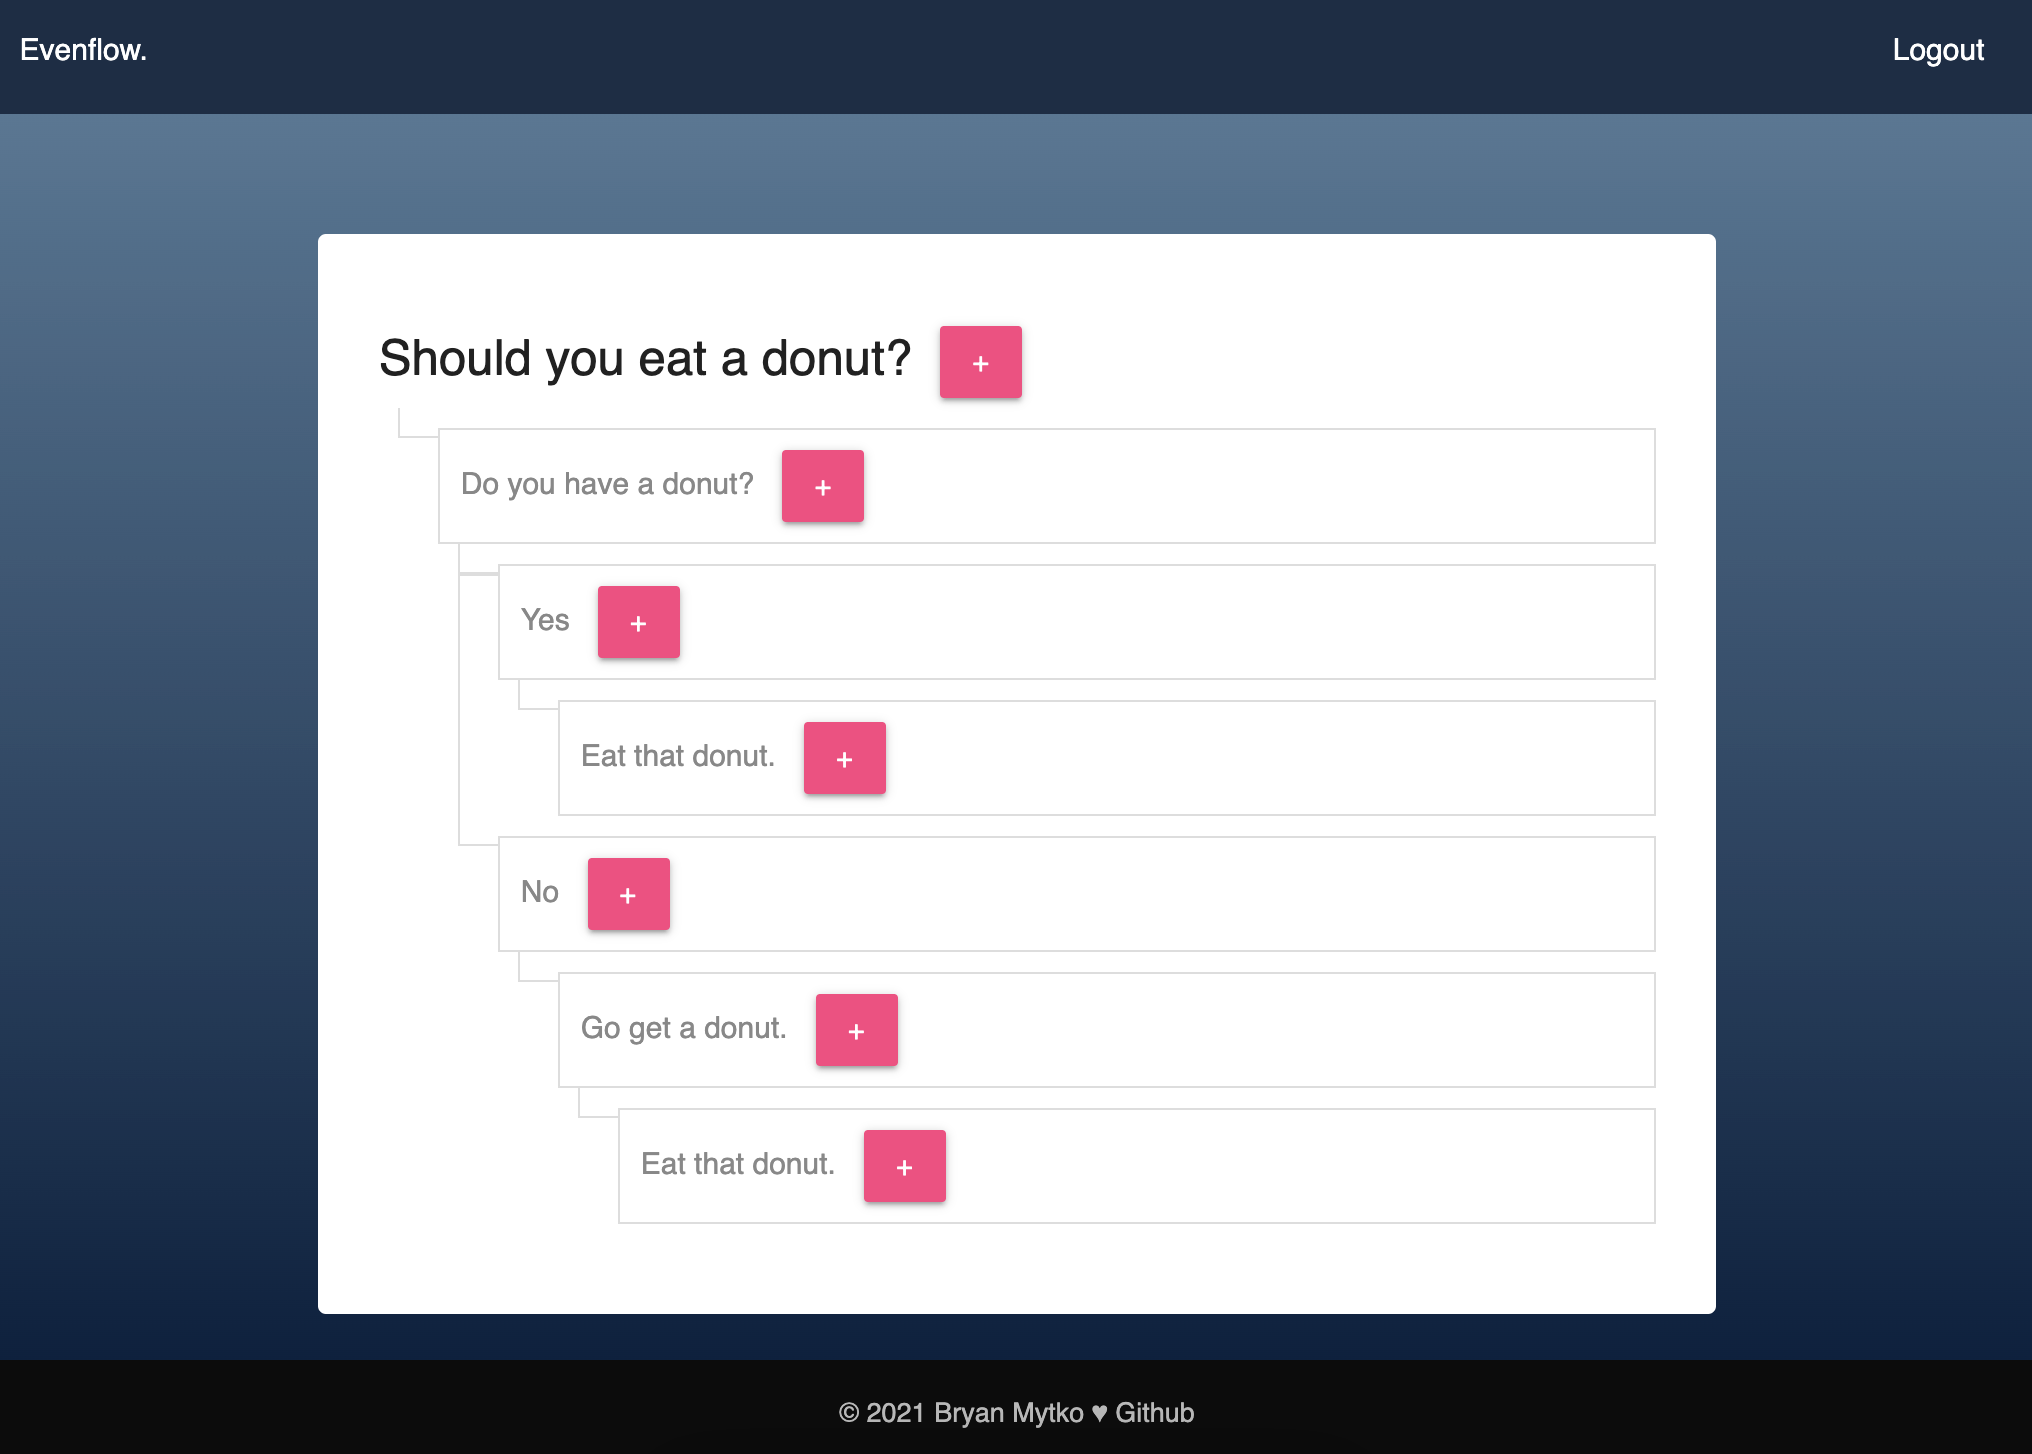 Evenflow.
Logout
Should you eat a donut? +
Do you have a donut? +
Yes +
Eat that donut. +
No +
Go get a donut. +
Eat that donut. +
© 2021 Bryan Mytko ♥ Github